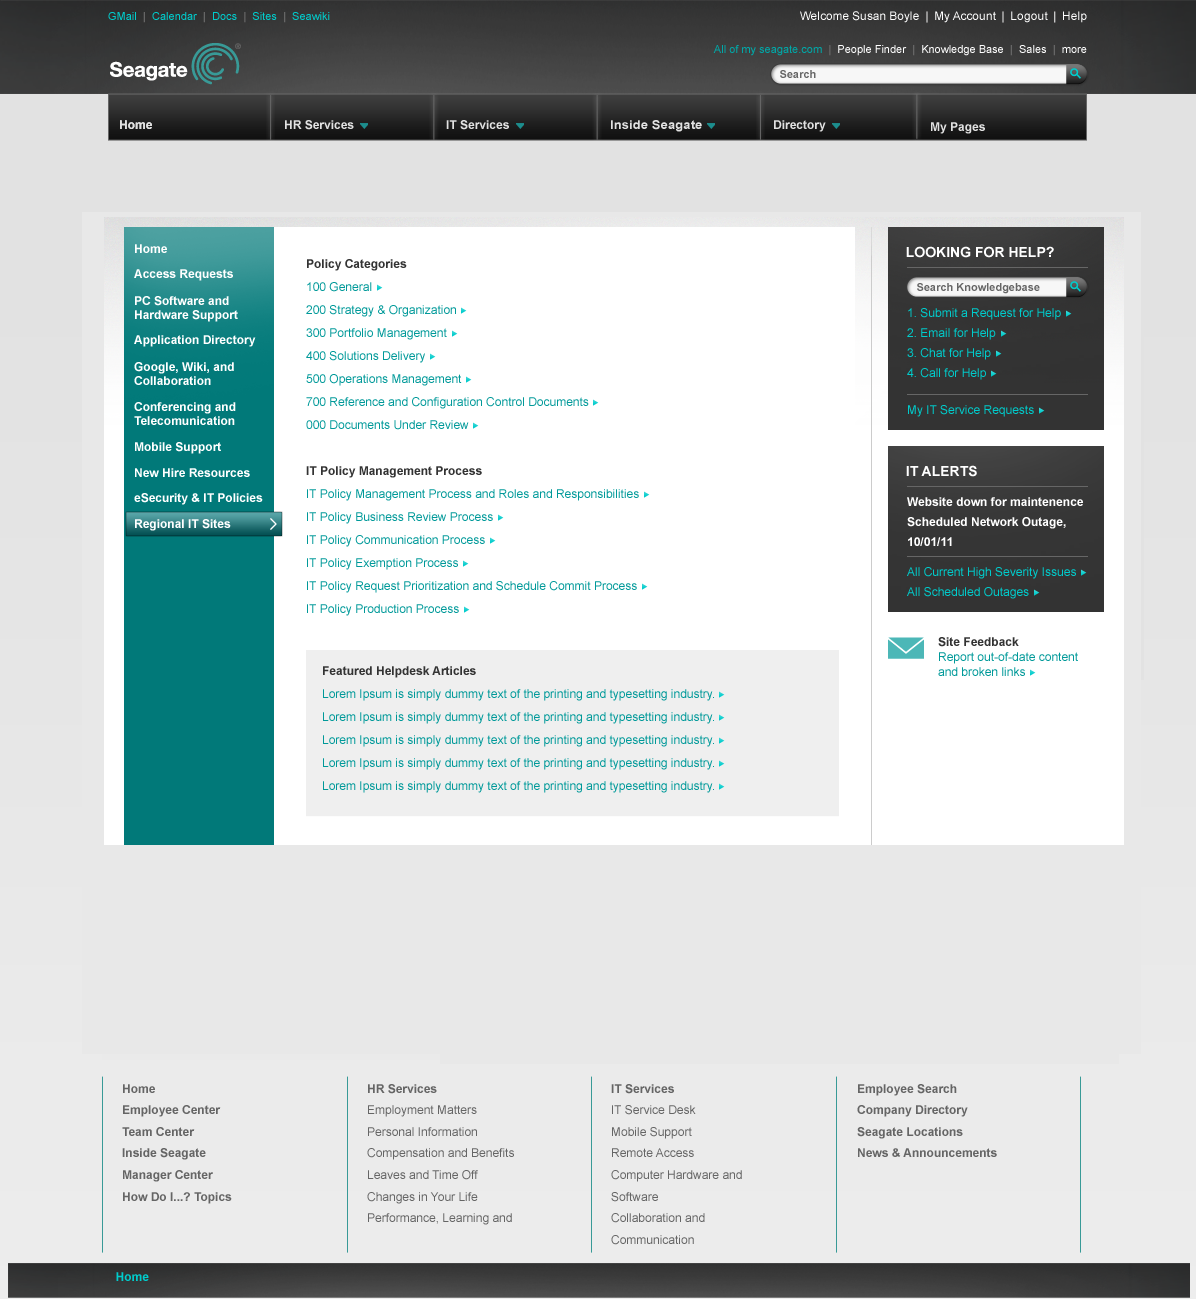 GMail | Calendar | Docs | Sites | Seawiki
Welcome Susan Boyle | My Account | Logout | Help
All of my seagate.com | People Finder | Knowledge Base | Sales | more
Seagate
Search
Home
HR Services
IT Services
Inside Seagate
Directory
My Pages
Home
Access Requests
PC Software and
Hardware Support
Application Directory
Google, Wiki, and
Collaboration
Conferencing and
Telecomunication
Mobile Support
New Hire Resources
eSecurity & IT Policies
Regional IT Sites
Policy Categories
100 General
200 Strategy & Organization
300 Portfolio Management
400 Solutions Delivery
500 Operations Management
700 Reference and Configuration Control Documents
000 Documents Under Review
IT Policy Management Process
IT Policy Management Process and Roles and Responsibilities
IT Policy Business Review Process
IT Policy Communication Process
IT Policy Exemption Process
IT Policy Request Prioritization and Schedule Commit Process
IT Policy Production Process
Featured Helpdesk Articles
Lorem Ipsum is simply dummy text of the printing and typesetting industry.
Lorem Ipsum is simply dummy text of the printing and typesetting industry.
Lorem Ipsum is simply dummy text of the printing and typesetting industry.
Lorem Ipsum is simply dummy text of the printing and typesetting industry.
Lorem Ipsum is simply dummy text of the printing and typesetting industry.
LOOKING FOR HELP?
Search Knowledgebase
1. Submit a Request for Help
2. Email for Help
3. Chat for Help
4. Call for Help
My IT Service Requests
IT ALERTS
Website down for maintenence
Scheduled Network Outage,
10/01/11
All Current High Severity Issues
All Scheduled Outages
Site Feedback
Report out-of-date content
and broken links
Home
Employee Center
Team Center
Inside Seagate
Manager Center
How Do I...? Topics
HR Services
Employment Matters
Personal Information
Compensation and Benefits
Leaves and Time Off
Changes in Your Life
Performance, Learning and
IT Services
IT Service Desk
Mobile Support
Remote Access
Computer Hardware and
Software
Collaboration and
Communication
Employee Search
Company Directory
Seagate Locations
News & Announcements
Home